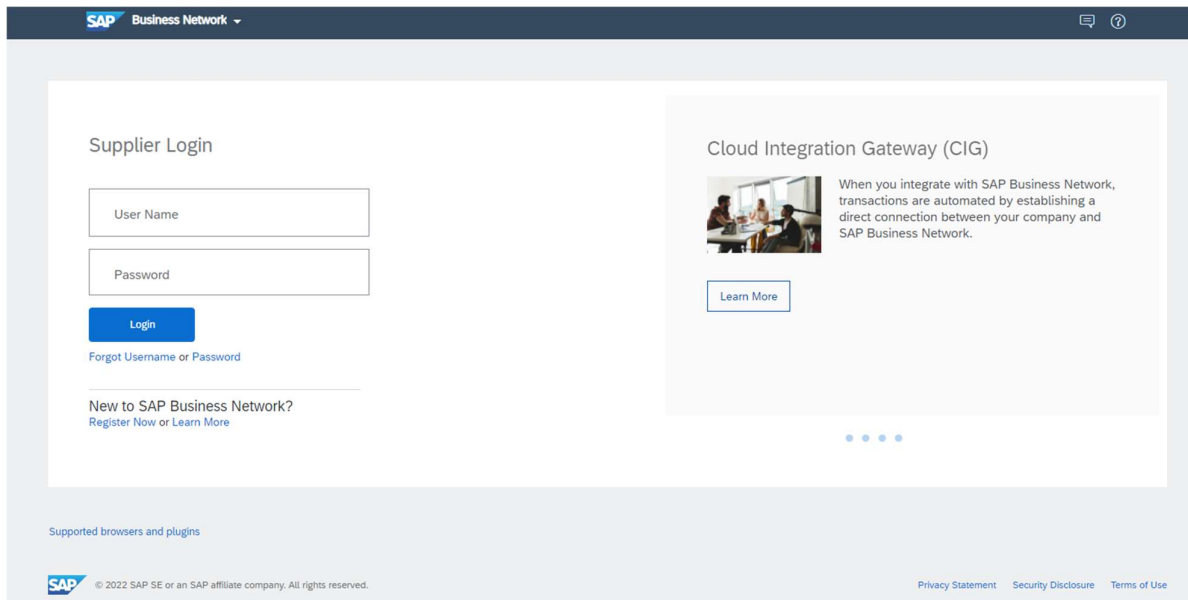 SAP Business Network
Supplier Login
User Name
Password
Login
Forgot Username or Password
New to SAP Business Network?
Register Now or Learn More
Cloud Integration Gateway (CIG)
When you integrate with SAP Business Network,
transactions are automated by establishing a
direct connection between your company and
SAP Business Network.
Learn More
Supported browsers and plugins
SAP © 2022 SAP SE or an SAP affiliate company. All rights reserved.
Privacy Statement Security Disclosure Terms of Use